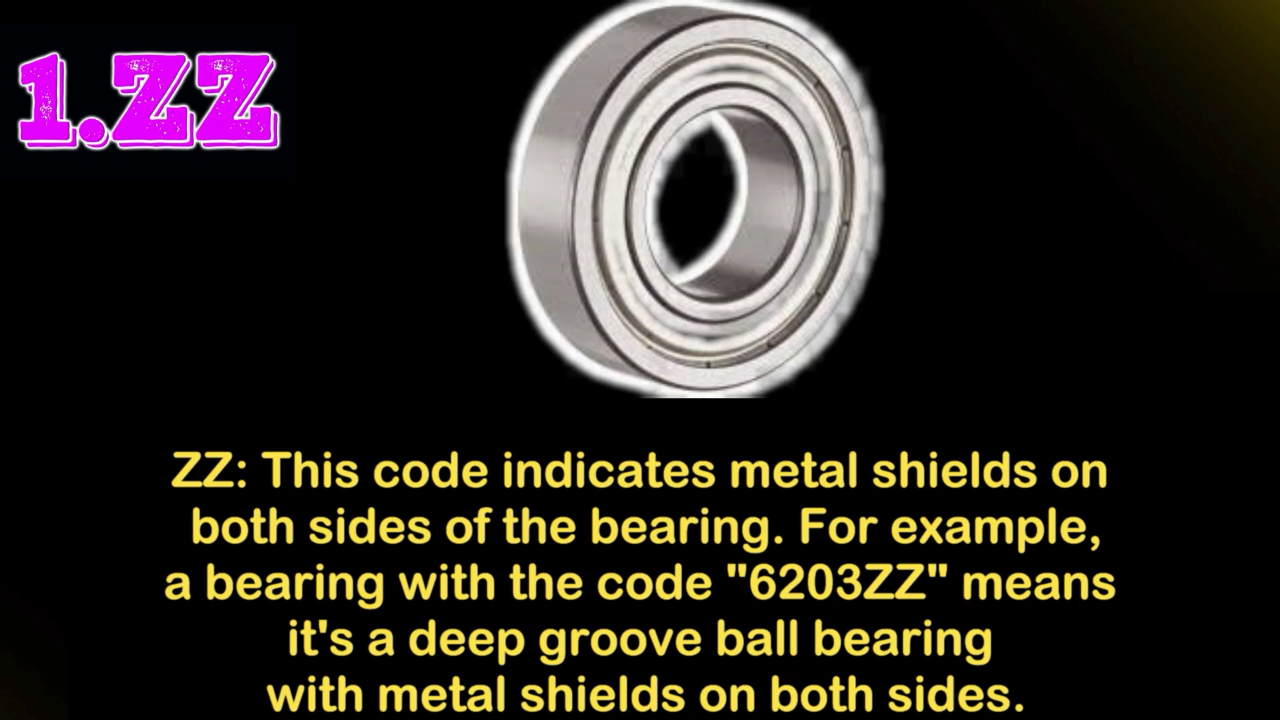 1.ZZ
ZZ: This code indicates metal shields on
both sides of the bearing. For example,
a bearing with the code "6203ZZ" means
it's a deep groove ball bearing
with metal shields on both sides.